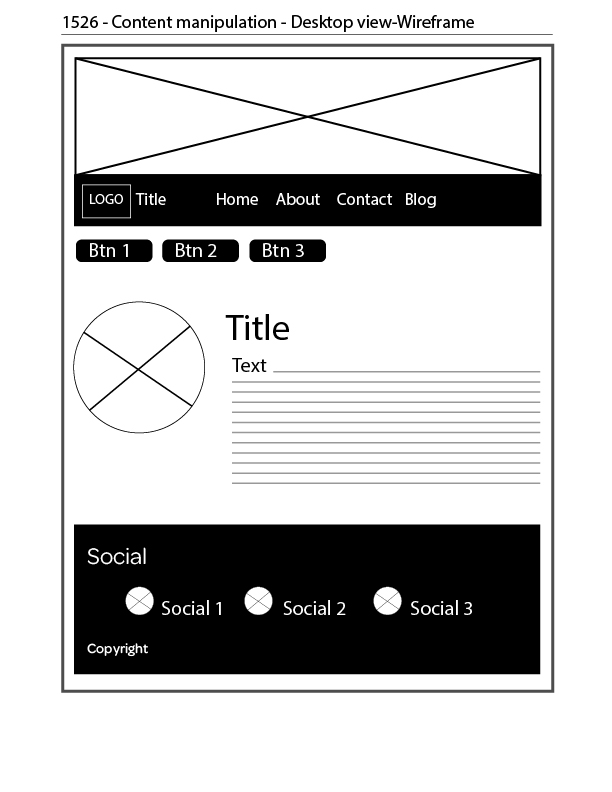 1526 - Content manipulation - Desktop view-Wireframe
LOGO Title Home About Contact Blog
Btn 1 Btn 2 Btn 3
Title
Text
Social
Social 1 Social 2 Social 3
Copyright